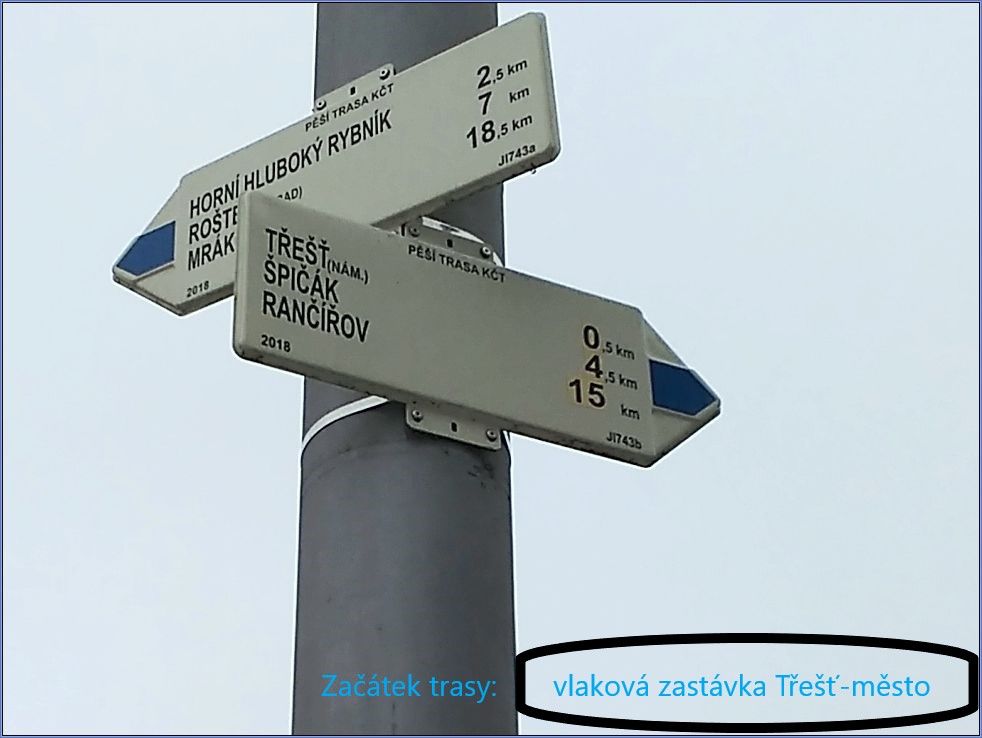 PĚŠÍ TRASA KČT
HORNÍ HLUBOKÝ RYBNÍK 2,5 km
7 km
18,5 km
JI743a
2018
PĚŠÍ TRASA KČT
TŘEŠŤ (NÁM.) 0,5 km
ŠPIČÁK 4,5 km
RANČÍŘOV 15 km
2018 JI743b
Začátek trasy: vlaková zastávka Třešť-město